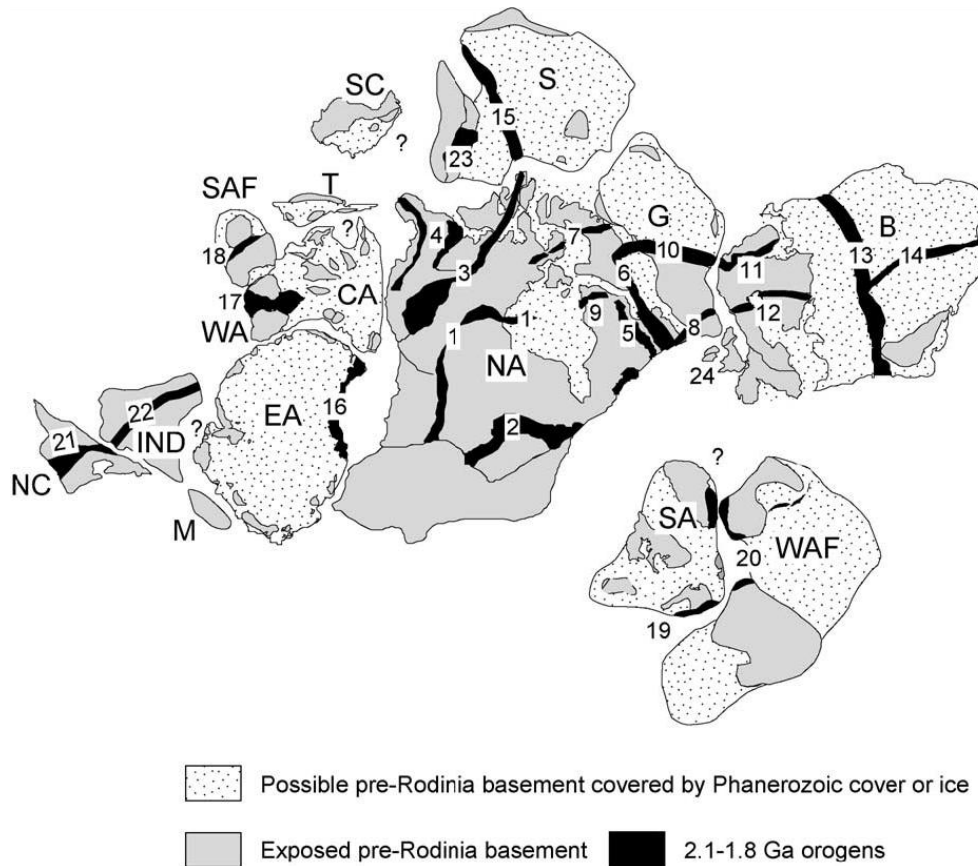 S
SC
?
15
23
SAF
T
?
18
4
3
7
G
10
6
11
B
13
14
17
CA
WA
1
1
9
5
8
12
NA
24
16
EA
2
22
21
IND
?
NC
M
?
SA
WAF
20
19
Possible pre-Rodinia basement covered by Phanerozoic cover or ice
Exposed pre-Rodinia basement
2.1-1.8 Ga orogens